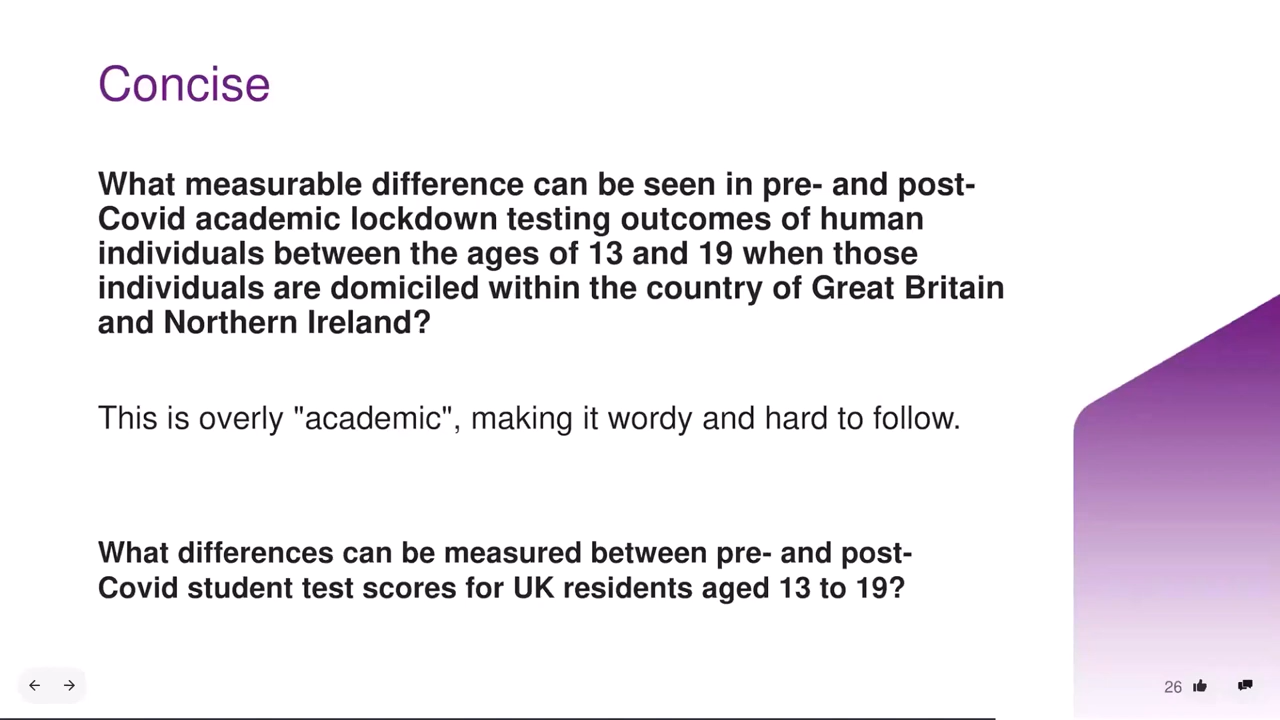 Concise
What measurable difference can be seen in pre- and post-
Covid academic lockdown testing outcomes of human
individuals between the ages of 13 and 19 when those
individuals are domiciled within the country of Great Britain
and Northern Ireland?
This is overly "academic", making it wordy and hard to follow.
What differences can be measured between pre- and post-
Covid student test scores for UK residents aged 13 to 19?
26